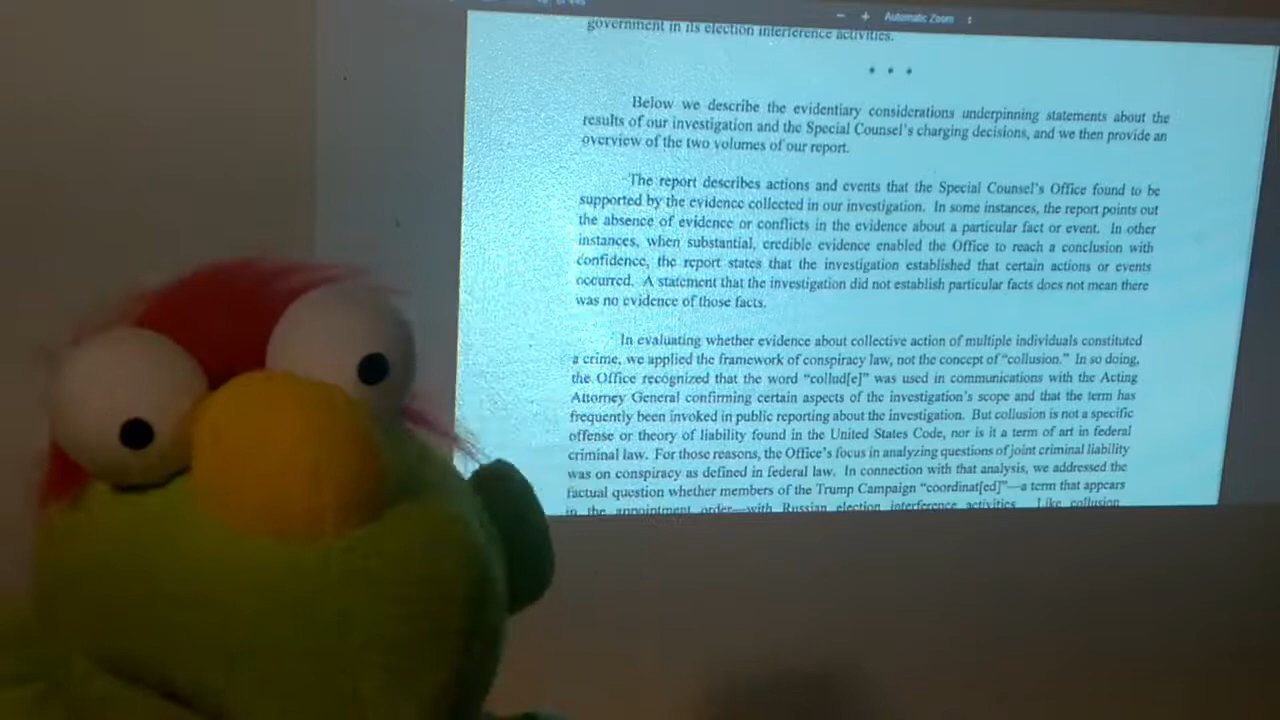 Automatic Zoom
government in its election interference activities.
* * *
Below we describe the evidentiary considerations underpinning statements about the
results of our investigation and the Special Counsel's charging decisions, and we then provide an
overview of the two volumes of our report.
The report describes actions and events that the Special Counsel's Office found to be
supported by the evidence collected in our investigation. In some instances, the report points out
the absence of evidence or conflicts in the evidence about a particular fact or event. In other
instances, when substantial, credible evidence enabled the Office to reach a conclusion with
confidence, the report states that the investigation established that certain actions or events
occurred. A statement that the investigation did not establish particular facts does not mean there
was no evidence of those facts.
In evaluating whether evidence about collective action of multiple individuals constituted
a crime, we applied the framework of conspiracy law, not the concept of "collusion." In so doing,
the Office recognized that the word "collud[e]" was used in communications with the Acting
Attorney General confirming certain aspects of the investigation's scope and that the term has
frequently been invoked in public reporting about the investigation. But collusion is not a specific
offense or theory of liability found in the United States Code, nor is it a term of art in federal
criminal law. For those reasons, the Office's focus in analyzing questions of joint criminal liability
was on conspiracy as defined in federal law. In connection with that analysis, we addressed the
factual question whether members of the Trump Campaign "coordinat[ed]"—a term that appears
in the appointment order—with Russian election interference activities. Like collusion,